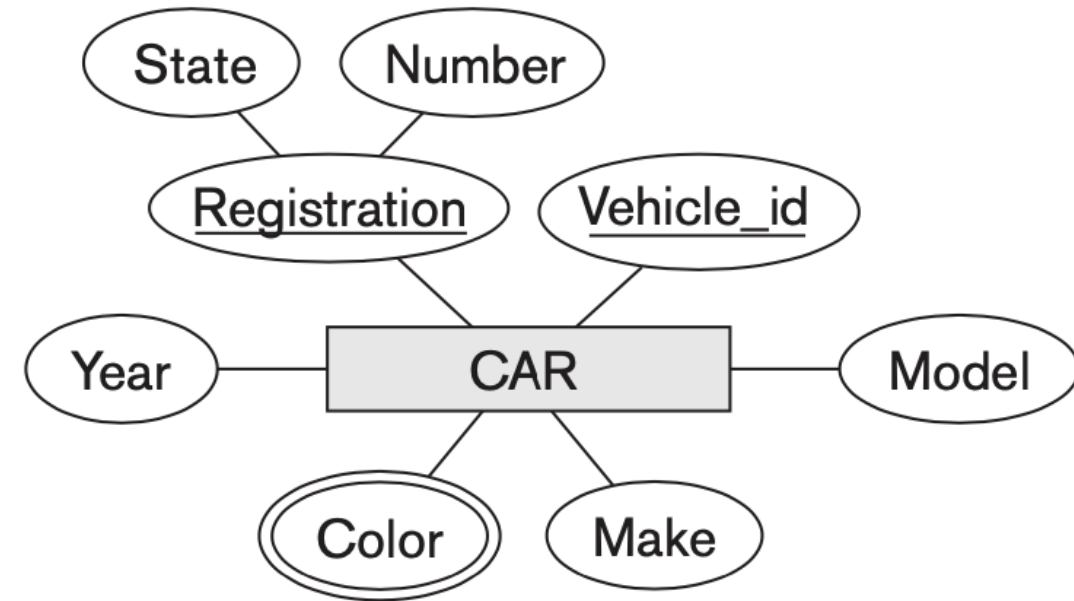 State
Number
Registration
Vehicle_id
Year
CAR
Model
Color
Make